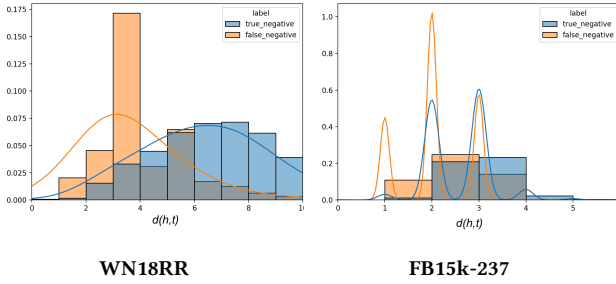 0.175
0.150
0.125
0.100
0.075
0.050
0.025
0.000
0 2 4 6 8 10
d(h,t)
label
true_negative
false_negative
WN18RR
1.0
0.8
0.6
0.4
0.2
0.0
0 1 2 3 4 5
d(h,t)
label
true_negative
false_negative
FB15k-237